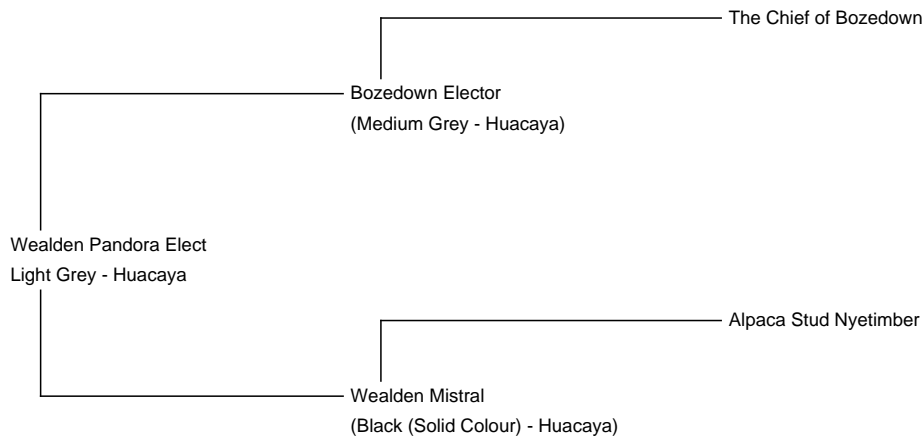 The Chief of Bozedown
Bozedown Elector
(Medium Grey - Huacaya)
Wealden Pandora Elect
Light Grey - Huacaya
Alpaca Stud Nyetimber
Wealden Mistral
(Black (Solid Colour) - Huacaya)